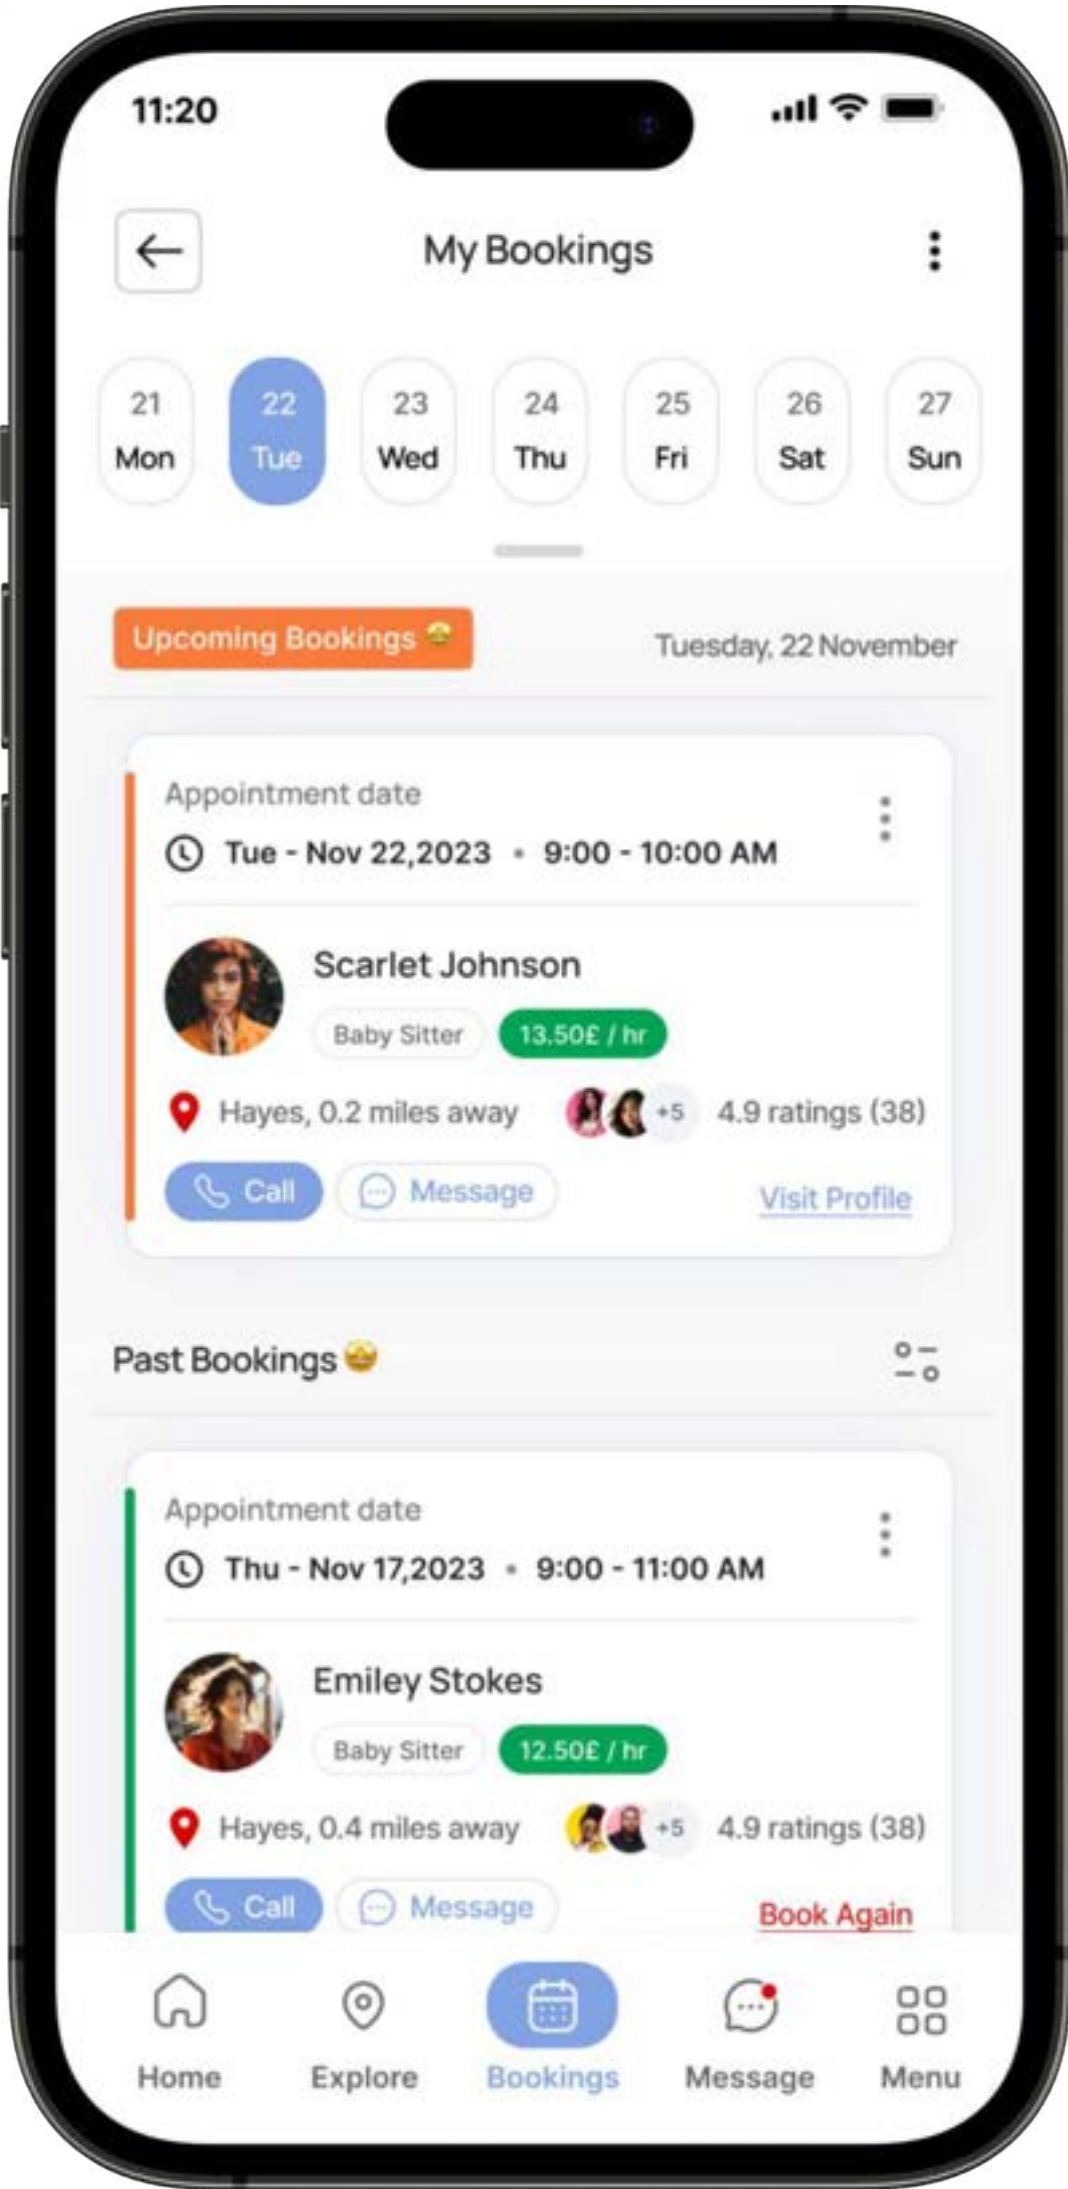 11:20
My Bookings
21 22 23 24 25 26 27
Mon Tue Wed Thu Fri Sat Sun
Upcoming Bookings 🤩 Tuesday, 22 November
Appointment date
Tue - Nov 22,2023 • 9:00 - 10:00 AM
Scarlet Johnson
Baby Sitter 13.50£ / hr
Hayes, 0.2 miles away +5 4.9 ratings (38)
Call Message Visit Profile
Past Bookings 🤩
Appointment date
Thu - Nov 17,2023 • 9:00 - 11:00 AM
Emiley Stokes
Baby Sitter 12.50£ / hr
Hayes, 0.4 miles away +5 4.9 ratings (38)
Call Message Book Again
Home Explore Bookings Message Menu